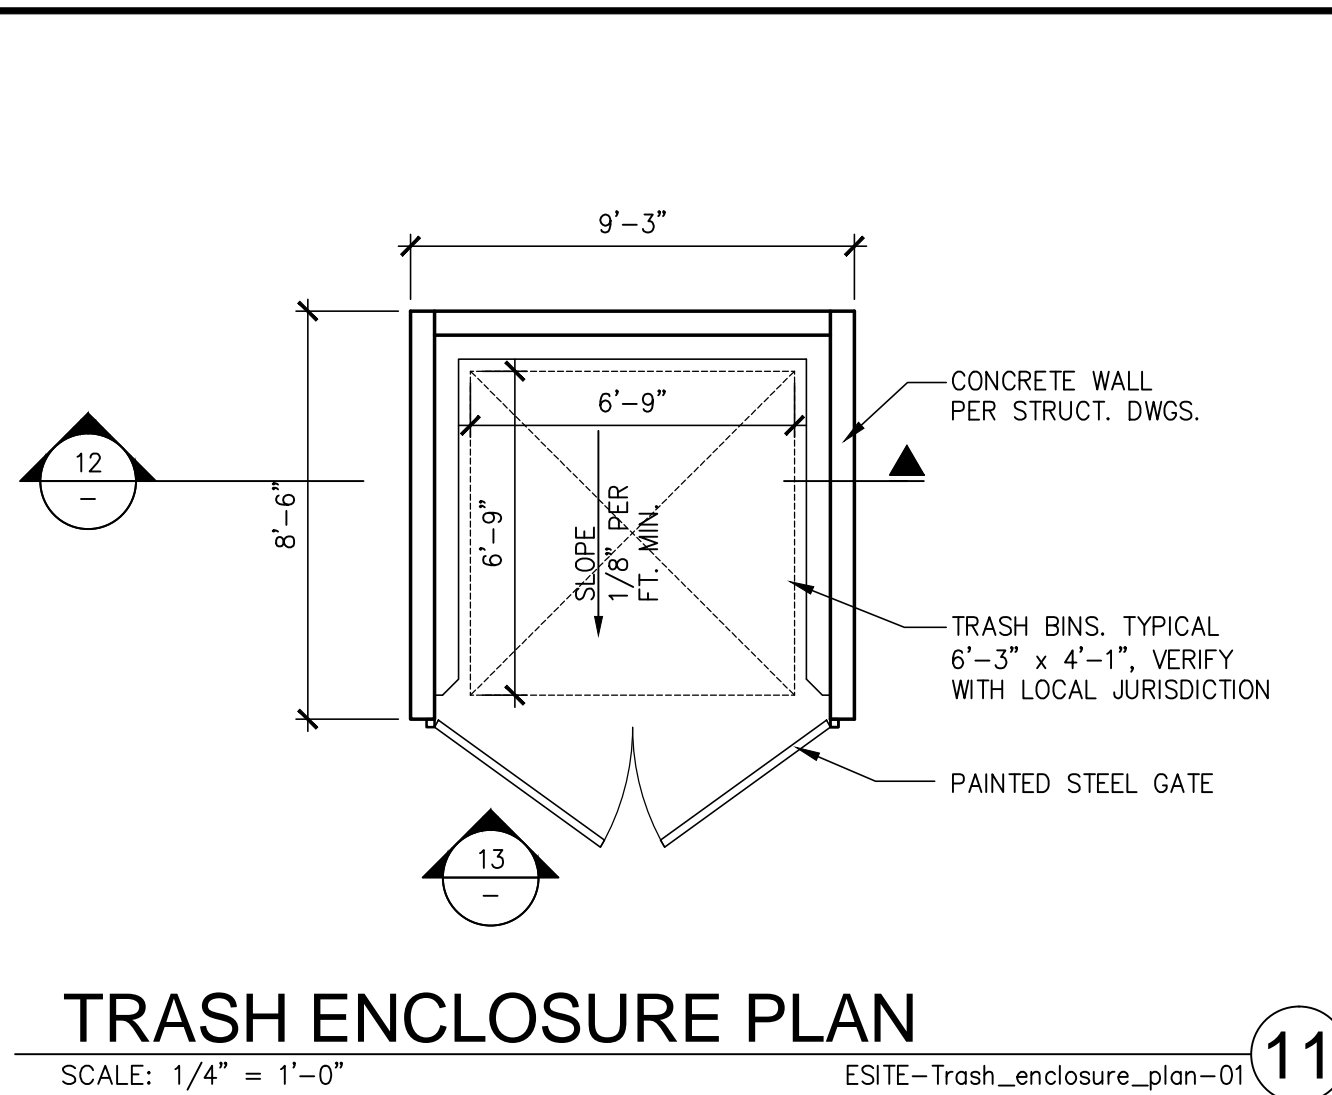 9'-3"
6'-9"
CONCRETE WALL
PER STRUCT. DWGS.
12
-
8'-6"
6'-9"
SLOPE
1/8" PER
FT. MIN.
TRASH BINS. TYPICAL
6'-3" x 4'-1", VERIFY
WITH LOCAL JURISDICTION
PAINTED STEEL GATE
13
-
TRASH ENCLOSURE PLAN
11
SCALE: 1/4" = 1'-0"
ESITE-Trash_enclosure_plan-01